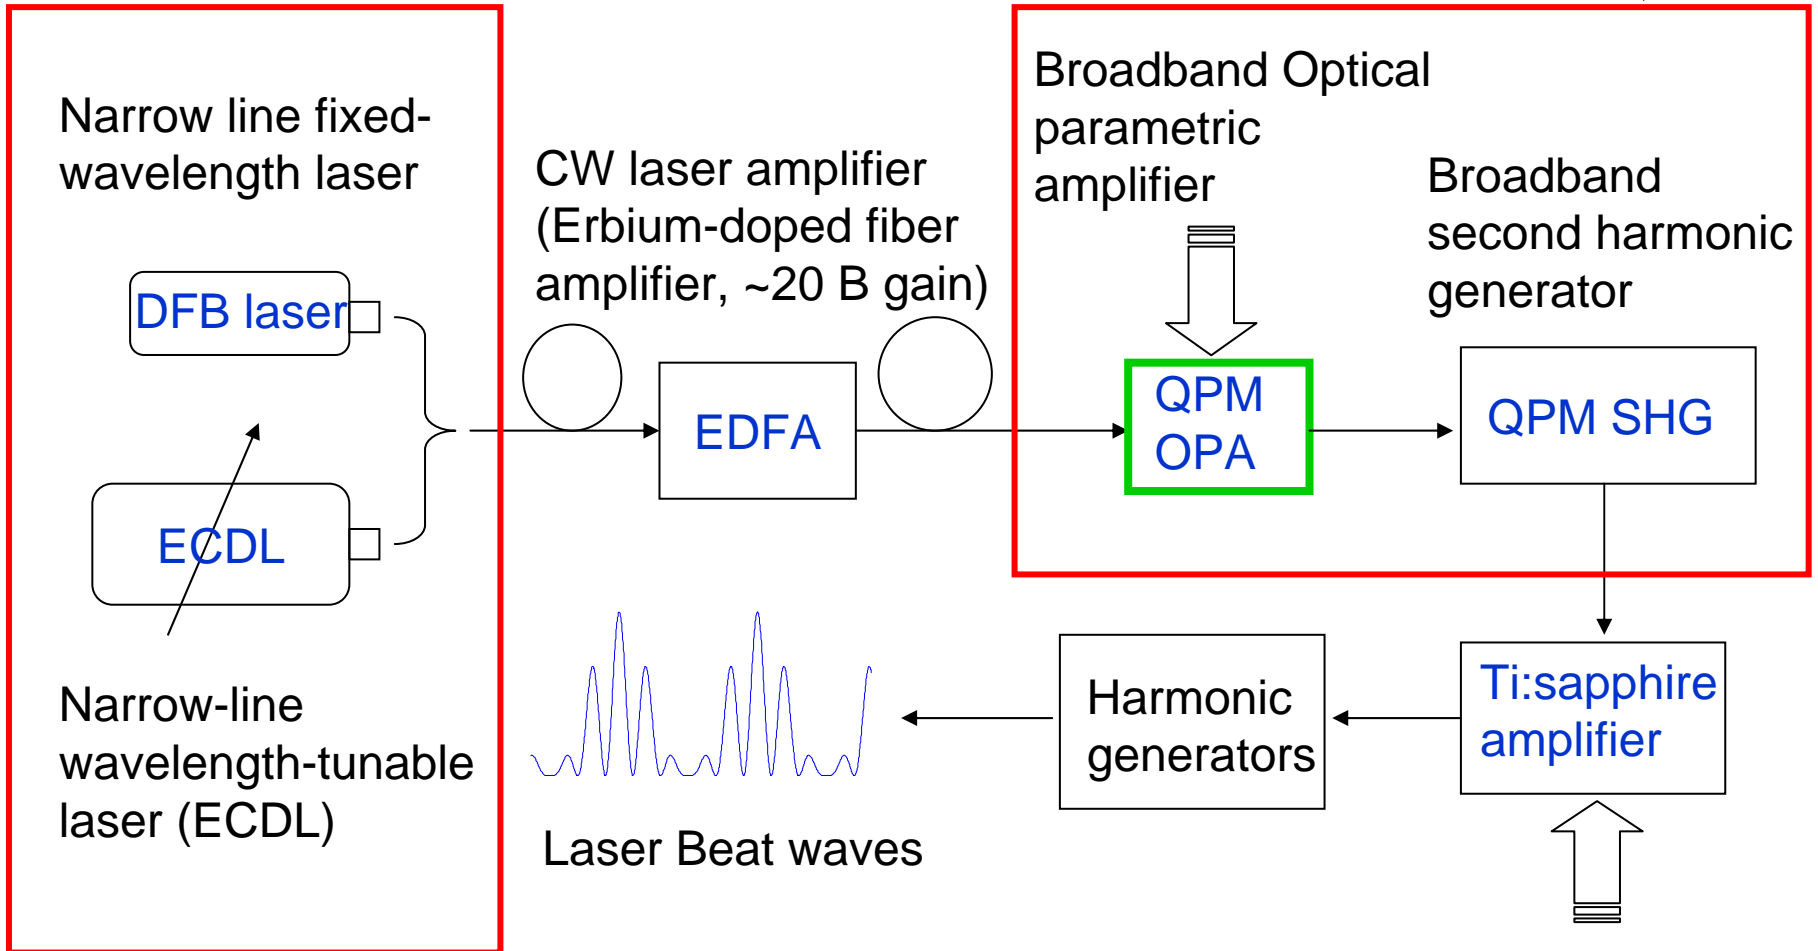 Narrow line fixed-
wavelength laser
DFB laser
ECDL
Narrow-line
wavelength-tunable
laser (ECDL)
CW laser amplifier
(Erbium-doped fiber
amplifier, ~20 B gain)
EDFA
Broadband Optical
parametric
amplifier
QPM
OPA
Broadband
second harmonic
generator
QPM SHG
Ti:sapphire
amplifier
Harmonic
generators
Laser Beat waves